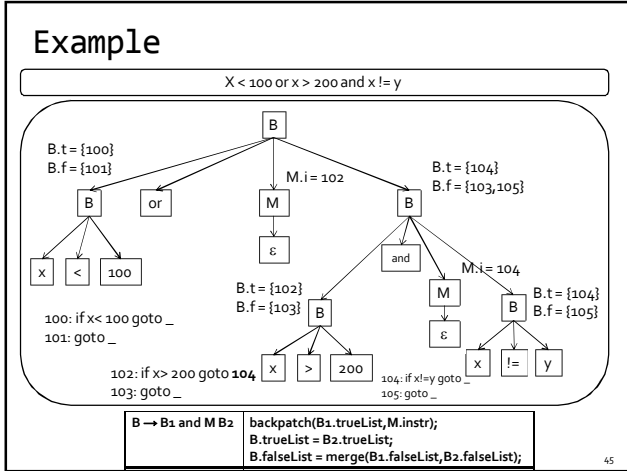 Example
X < 100 or x > 200 and x != y
B
B.t = {100}
B.f = {101}
M.i = 102
B.t = {104}
B.f = {103,105}
B
or
M
B
ε
and
x
<
100
M.i = 104
B.t = {102}
B.f = {103}
B
M
B
B.t = {104}
B.f = {105}
ε
100: if x< 100 goto _
101: goto _
x
>
200
x
!=
y
102: if x> 200 goto 104
103: goto _
104: if x!=y goto _
105: goto _
B → B1 and M B2
backpatch(B1.trueList,M.instr);
B.trueList = B2.trueList;
B.falseList = merge(B1.falseList,B2.falseList);
45